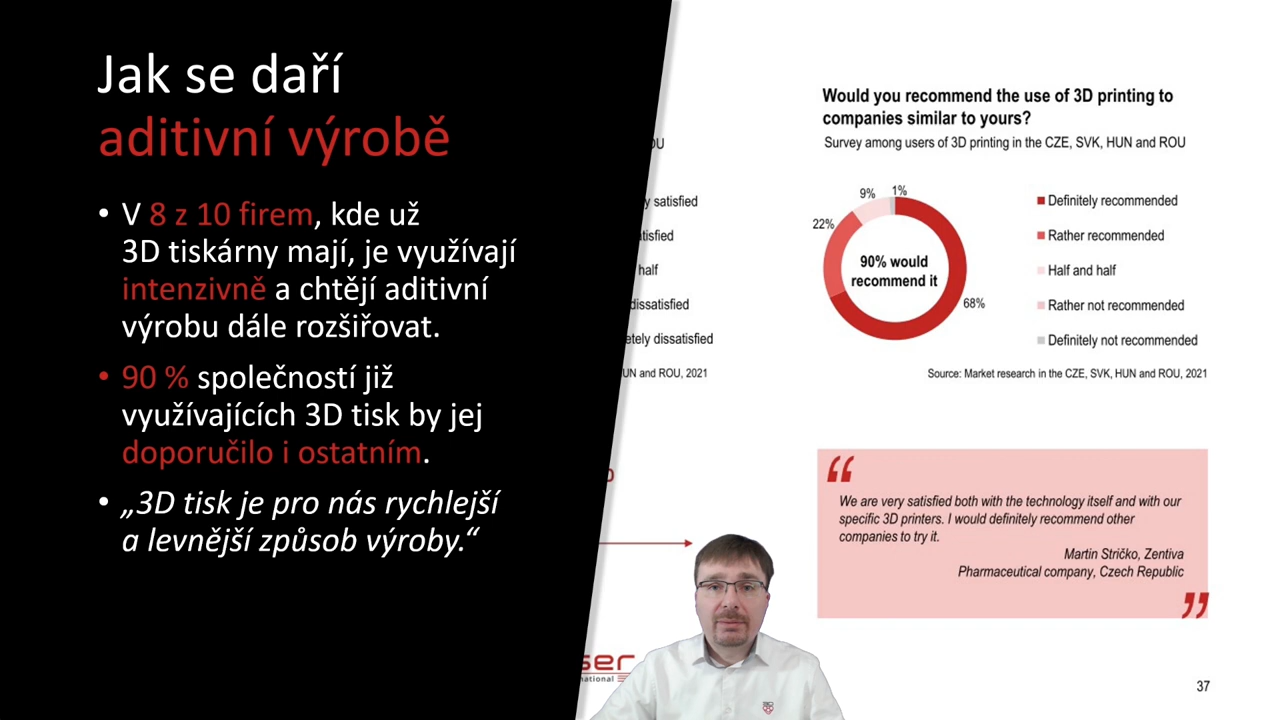 Jak se daří
aditivní výrobě
• V 8 z 10 firem, kde už
3D tiskárny mají, je využívají
intenzivně a chtějí aditivní
výrobu dále rozšiřovat.
• 90 % společností již
využívajících 3D tisk by jej
doporučilo i ostatním.
• „3D tisk je pro nás rychlejší
a levnější způsob výroby.“
satisfied
half
dissatisfied
dissatisfied
and ROU, 2021
Would you recommend the use of 3D printing to
companies similar to yours?
Survey among users of 3D printing in the CZE, SVK, HUN and ROU
9%
1%
22%
68%
90% would
recommend it
Definitely recommended
Rather recommended
Half and half
Rather not recommended
Definitely not recommended
Source: Market research in the CZE, SVK, HUN and ROU, 2021
“
We are very satisfied both with the technology itself and with our
specific 3D printers. I would definitely recommend other
companies to try it.
Martin Stričko, Zentiva
Pharmaceutical company, Czech Republic
”
37